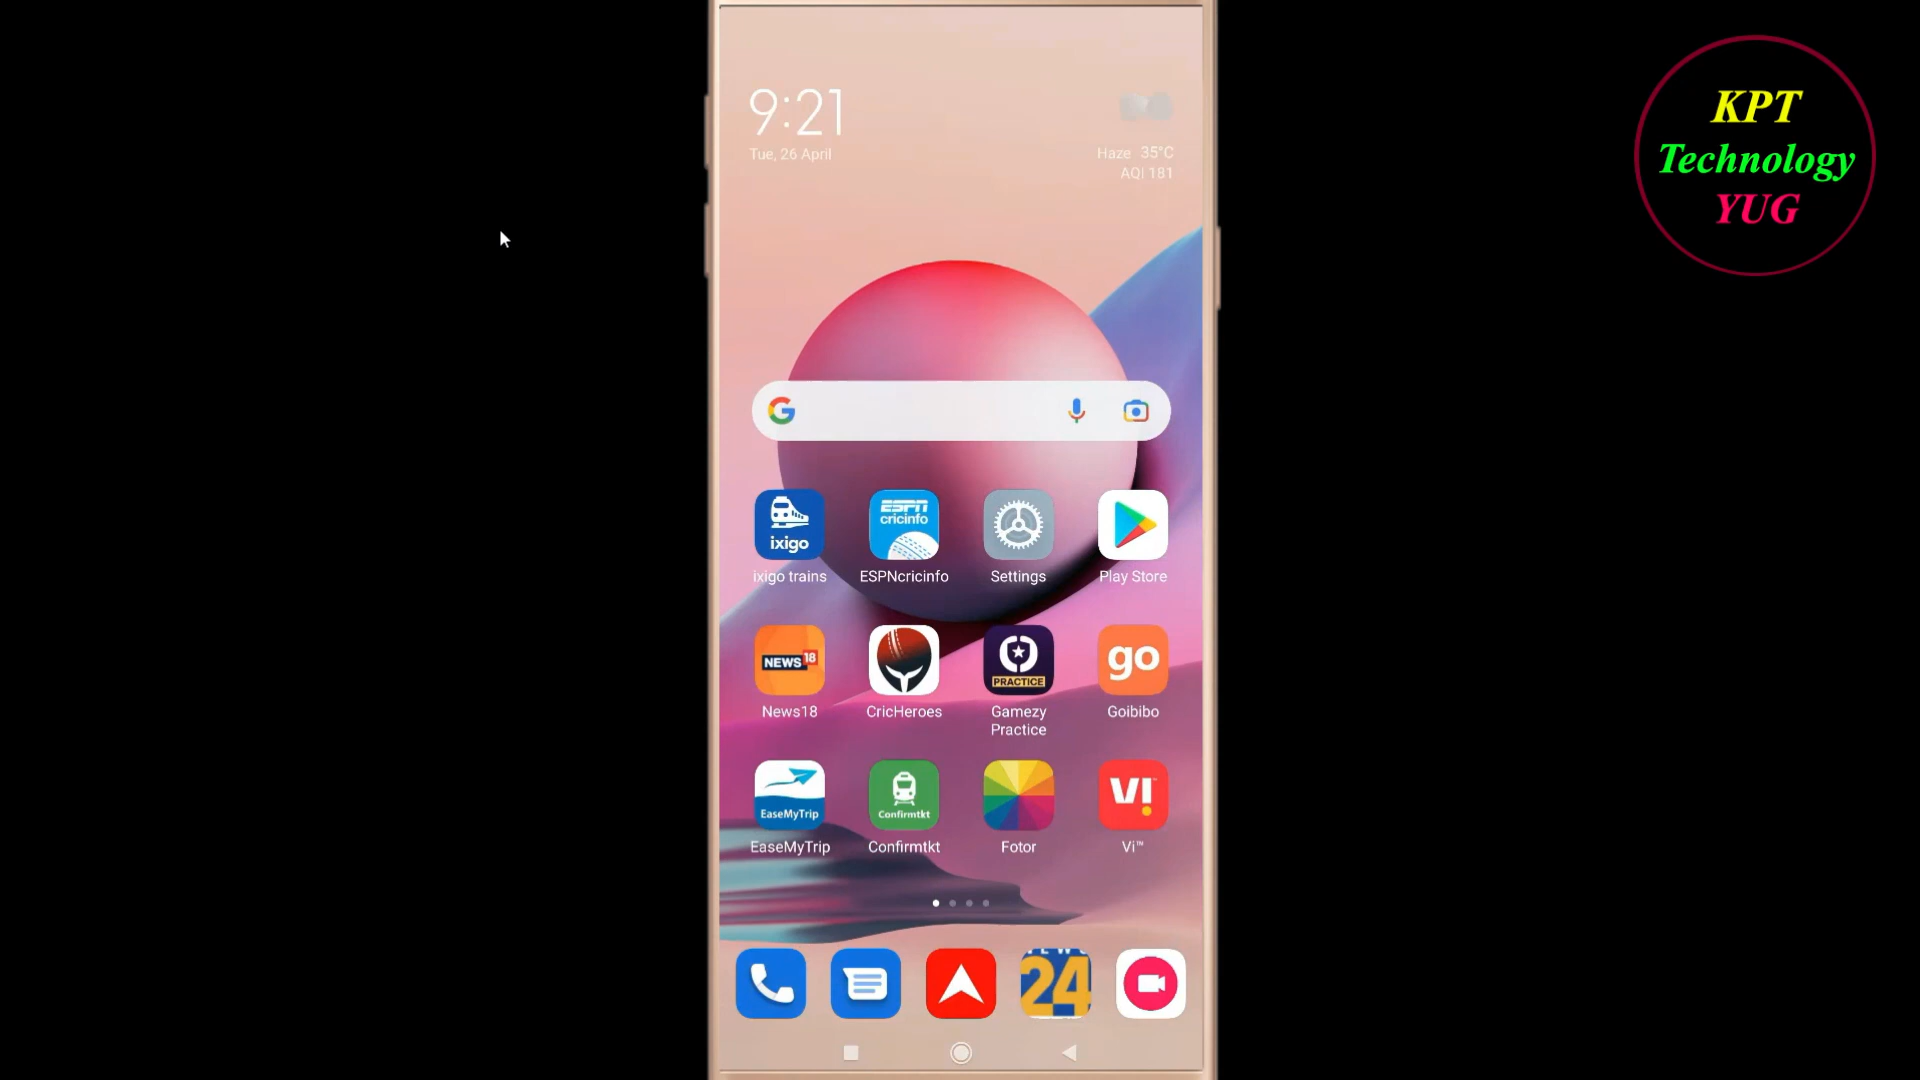 KPT
Technology
YUG
9:21
Tue, 26 April
Haze 35°C
AQI 181
G
ixigo
ESPN
cricinfo
ixigo trains
ESPNcricinfo
Settings
Play Store
NEWS 18
PRACTICE
go
News18
CricHeroes
Gamezy
Practice
Goibibo
EaseMyTrip
Confirmtkt
VI
EaseMyTrip
Confirmtkt
Fotor
Vi™
24